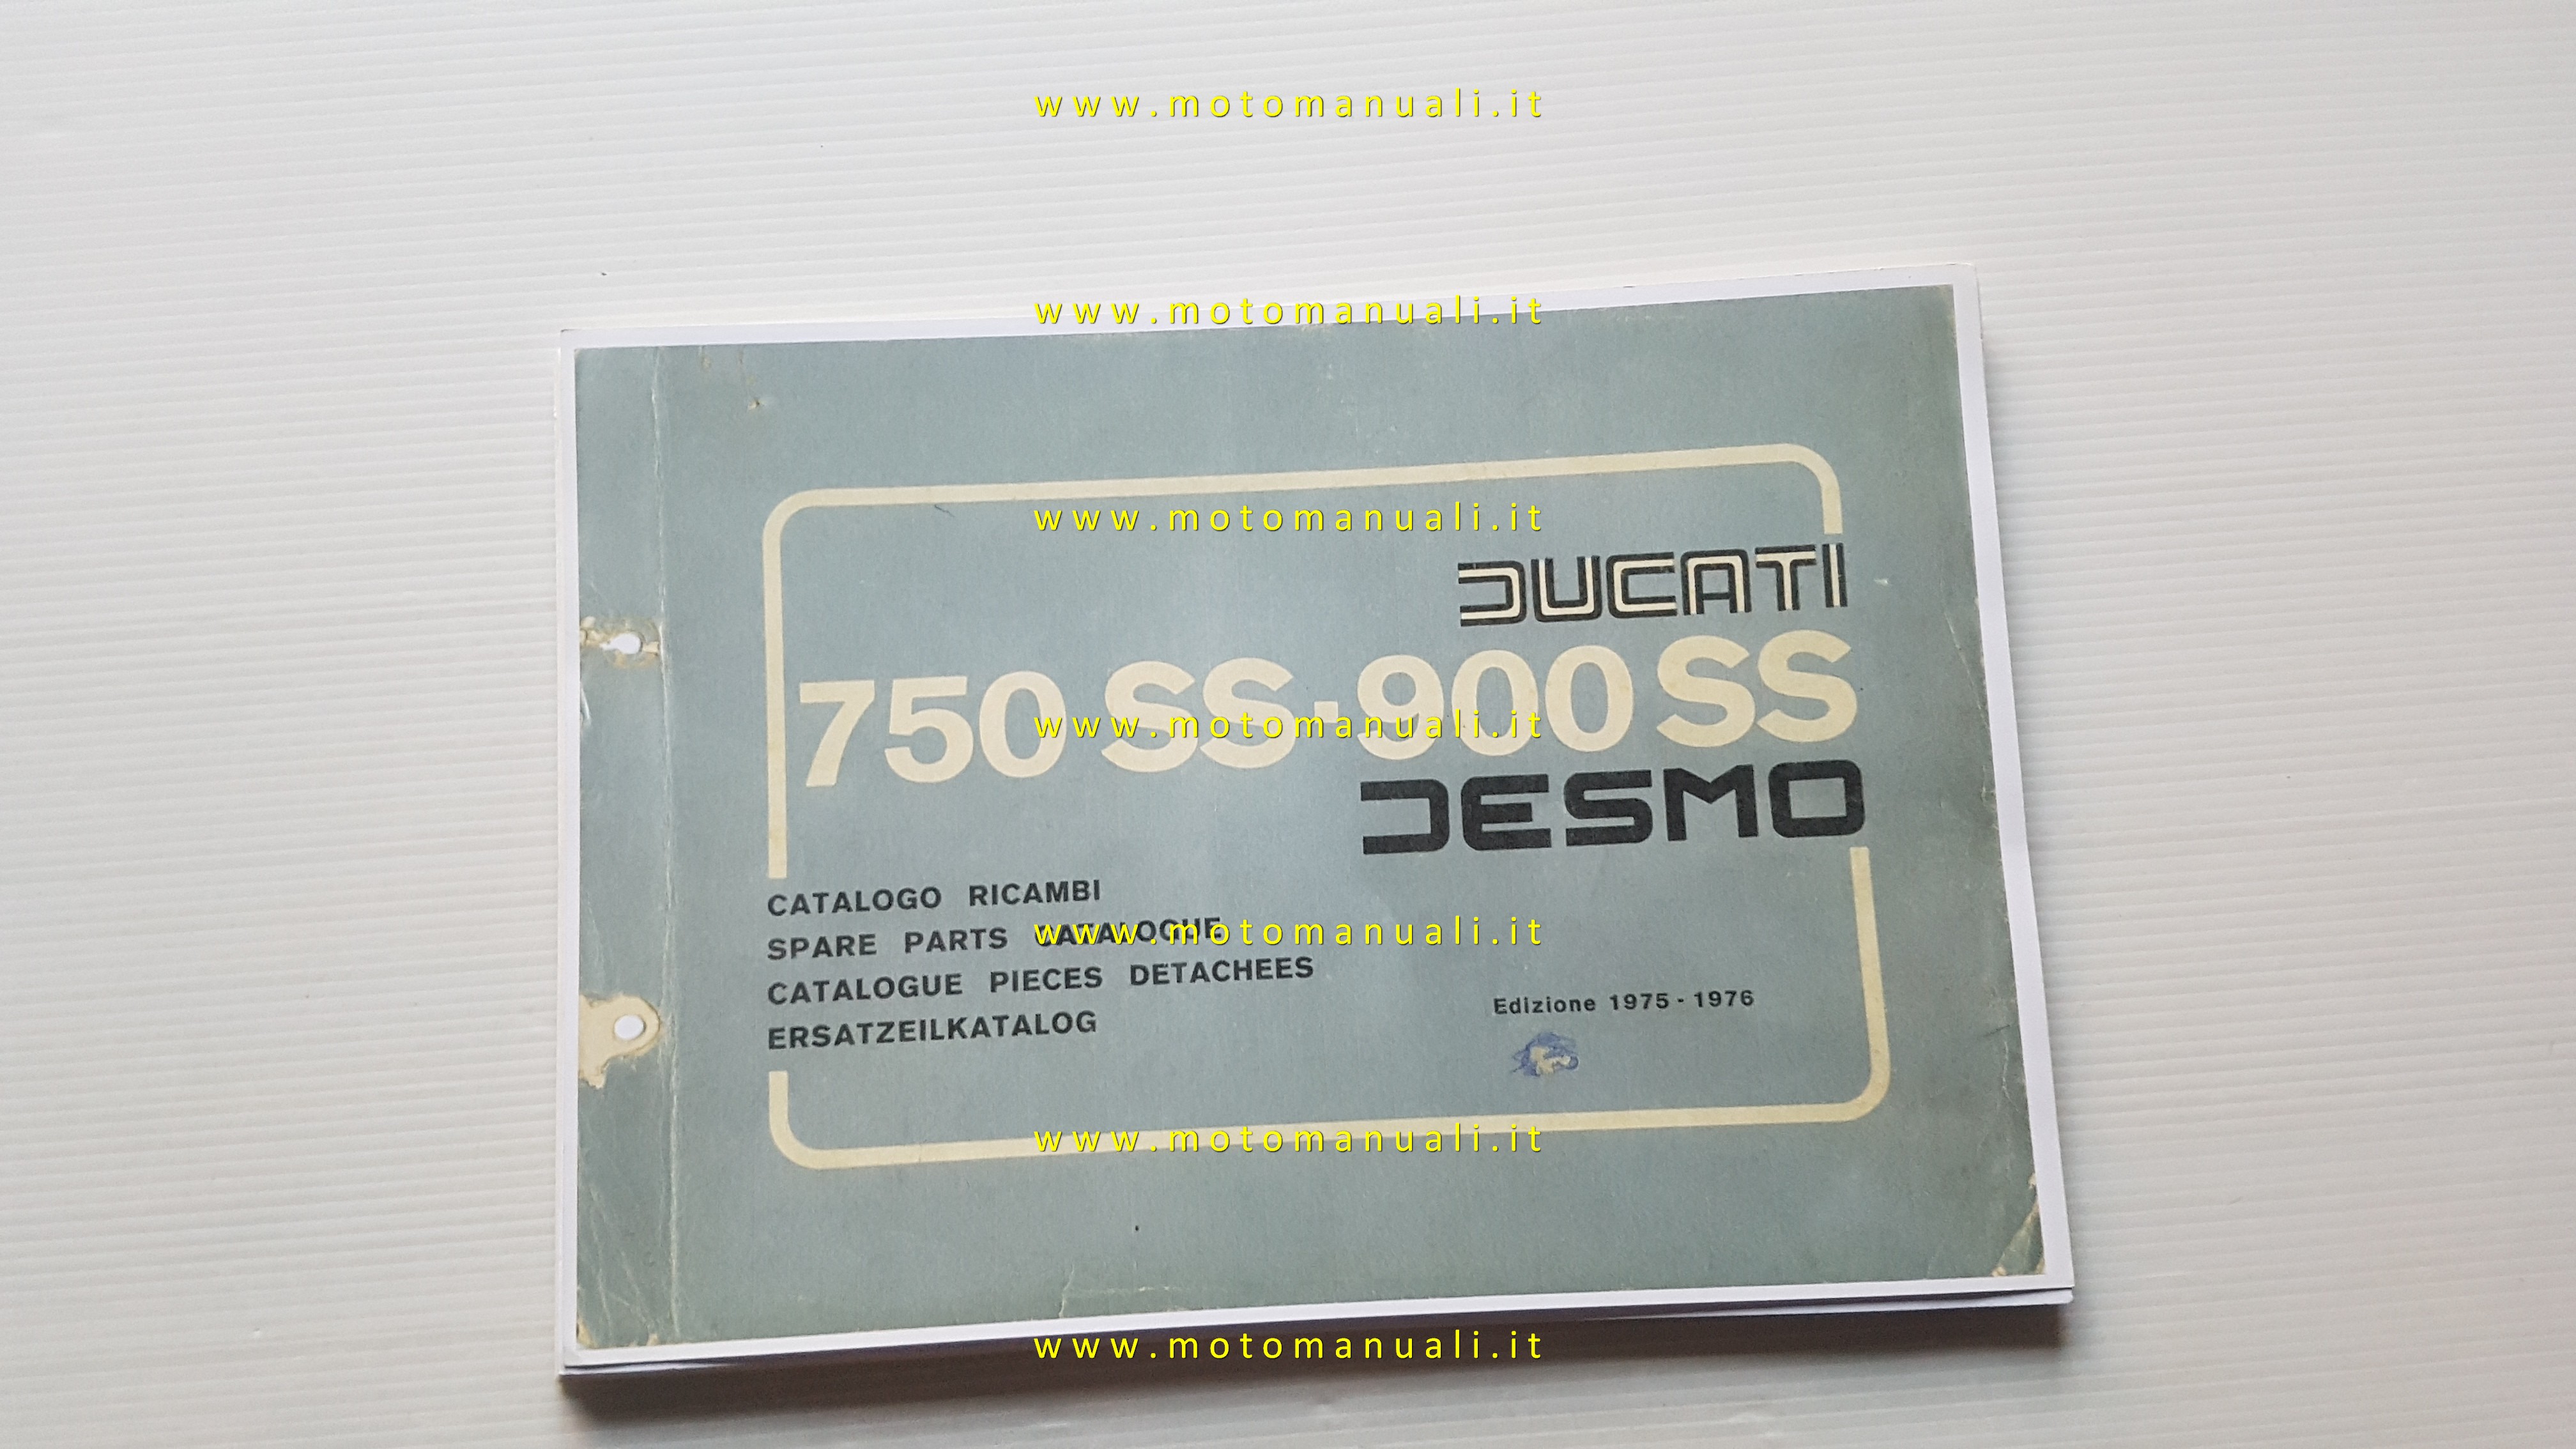 www.motomanuali.it
www.motomanuali.it
www.motomanuali.it
DUCATI
750 SS-900 SS
www.motomanuali.it
DESMO
CATALOGO RICAMBI
SPARE PARTS CATALOGUE
www.motomanuali.it
CATALOGUE PIECES DETACHEES
Edizione 1975 - 1976
ERSATZEILKATALOG
www.motomanuali.it
www.motomanuali.it